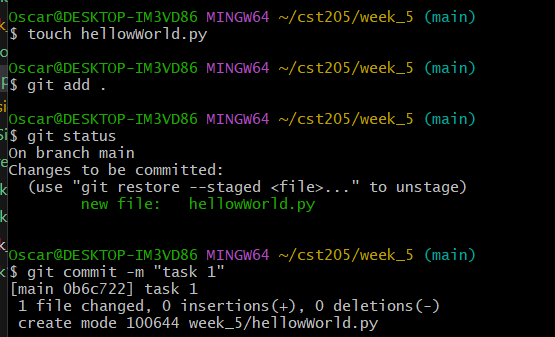 Oscar@DESKTOP-IM3VD86 MINGW64 ~/cst205/week_5 (main)
$ touch hellowWorld.py
Oscar@DESKTOP-IM3VD86 MINGW64 ~/cst205/week_5 (main)
$ git add .
Oscar@DESKTOP-IM3VD86 MINGW64 ~/cst205/week_5 (main)
$ git status
On branch main
Changes to be committed:
  (use "git restore --staged <file>..." to unstage)
        new file:   hellowWorld.py
Oscar@DESKTOP-IM3VD86 MINGW64 ~/cst205/week_5 (main)
$ git commit -m "task 1"
[main 0b6c722] task 1
 1 file changed, 0 insertions(+), 0 deletions(-)
 create mode 100644 week_5/hellowWorld.py